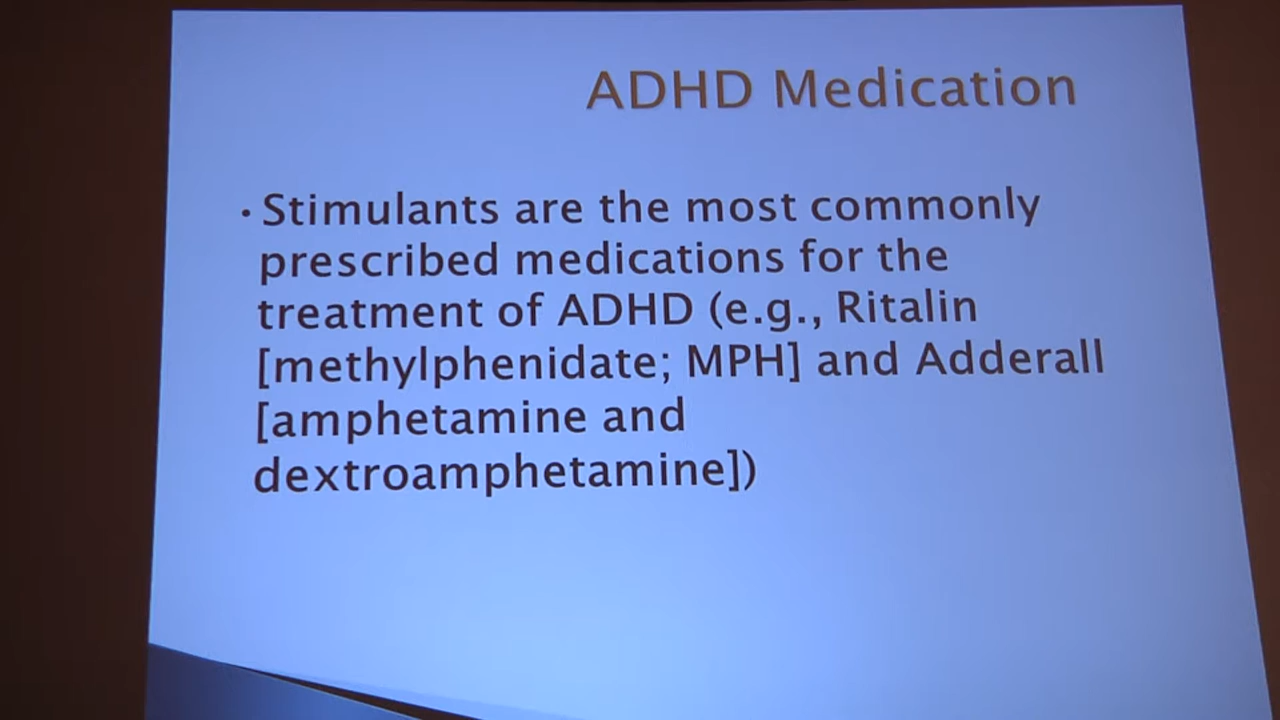 ADHD Medication
• Stimulants are the most commonly
prescribed medications for the
treatment of ADHD (e.g., Ritalin
[methylphenidate; MPH] and Adderall
[amphetamine and
dextroamphetamine])